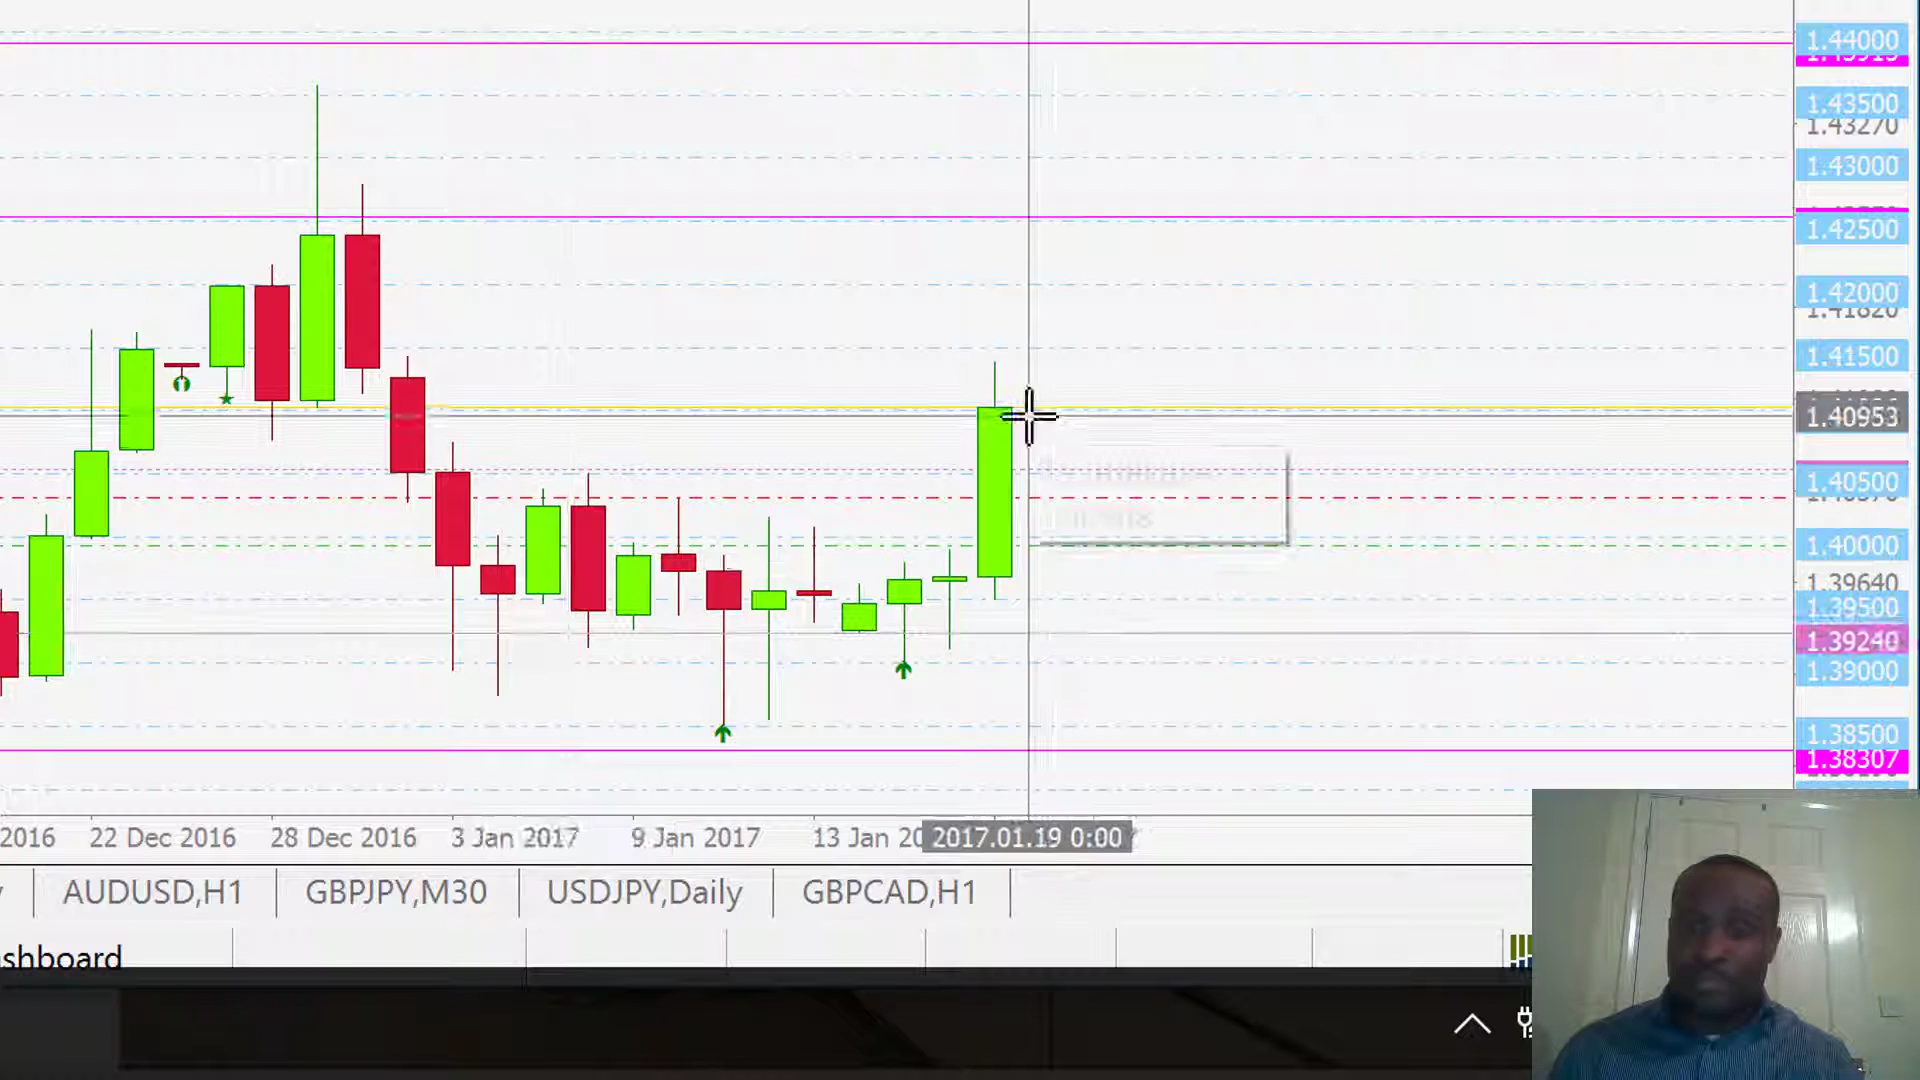 1.44000
1.43500
1.43270
1.43000
1.42500
1.42000
1.41820
1.41500
1.40953
1.40500
1.40000
1.39640
1.39500
1.39240
1.39000
1.38500
1.38307
2016
22 Dec 2016
28 Dec 2016
3 Jan 2017
9 Jan 2017
13 Jan 20
2017.01.19 0:00
AUDUSD,H1
GBPJPY,M30
USDJPY,Daily
GBPCAD,H1
shboard